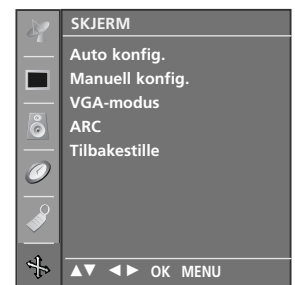 SKJERM
Auto konfig.
Manuell konfig.
VGA-modus
ARC
Tilbakestille
▲▼ ◄► OK MENU